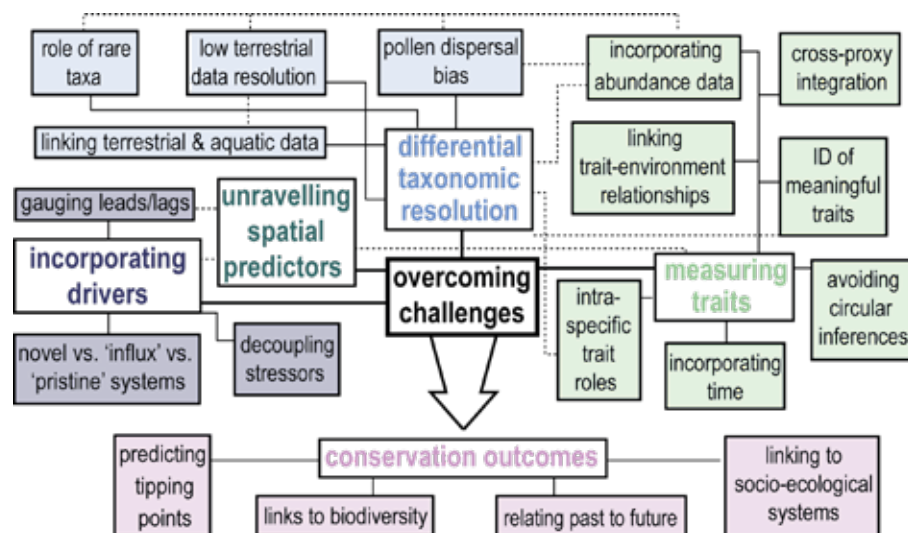 role of rare
taxa
low terrestrial
data resolution
pollen dispersal
bias
incorporating
abundance data
cross-proxy
integration
linking terrestrial & aquatic data
differential
taxonomic
resolution
linking
trait-environment
relationships
ID of
meaningful
traits
gauging leads/lags
unravelling
spatial
predictors
incorporating
drivers
overcoming
challenges
measuring
traits
avoiding
circular
inferences
intra-
specific
trait
roles
incorporating
time
novel vs. ‘influx’ vs.
‘pristine’ systems
decoupling
stressors
conservation outcomes
predicting
tipping
points
links to biodiversity
relating past to future
linking to
socio-ecological
systems